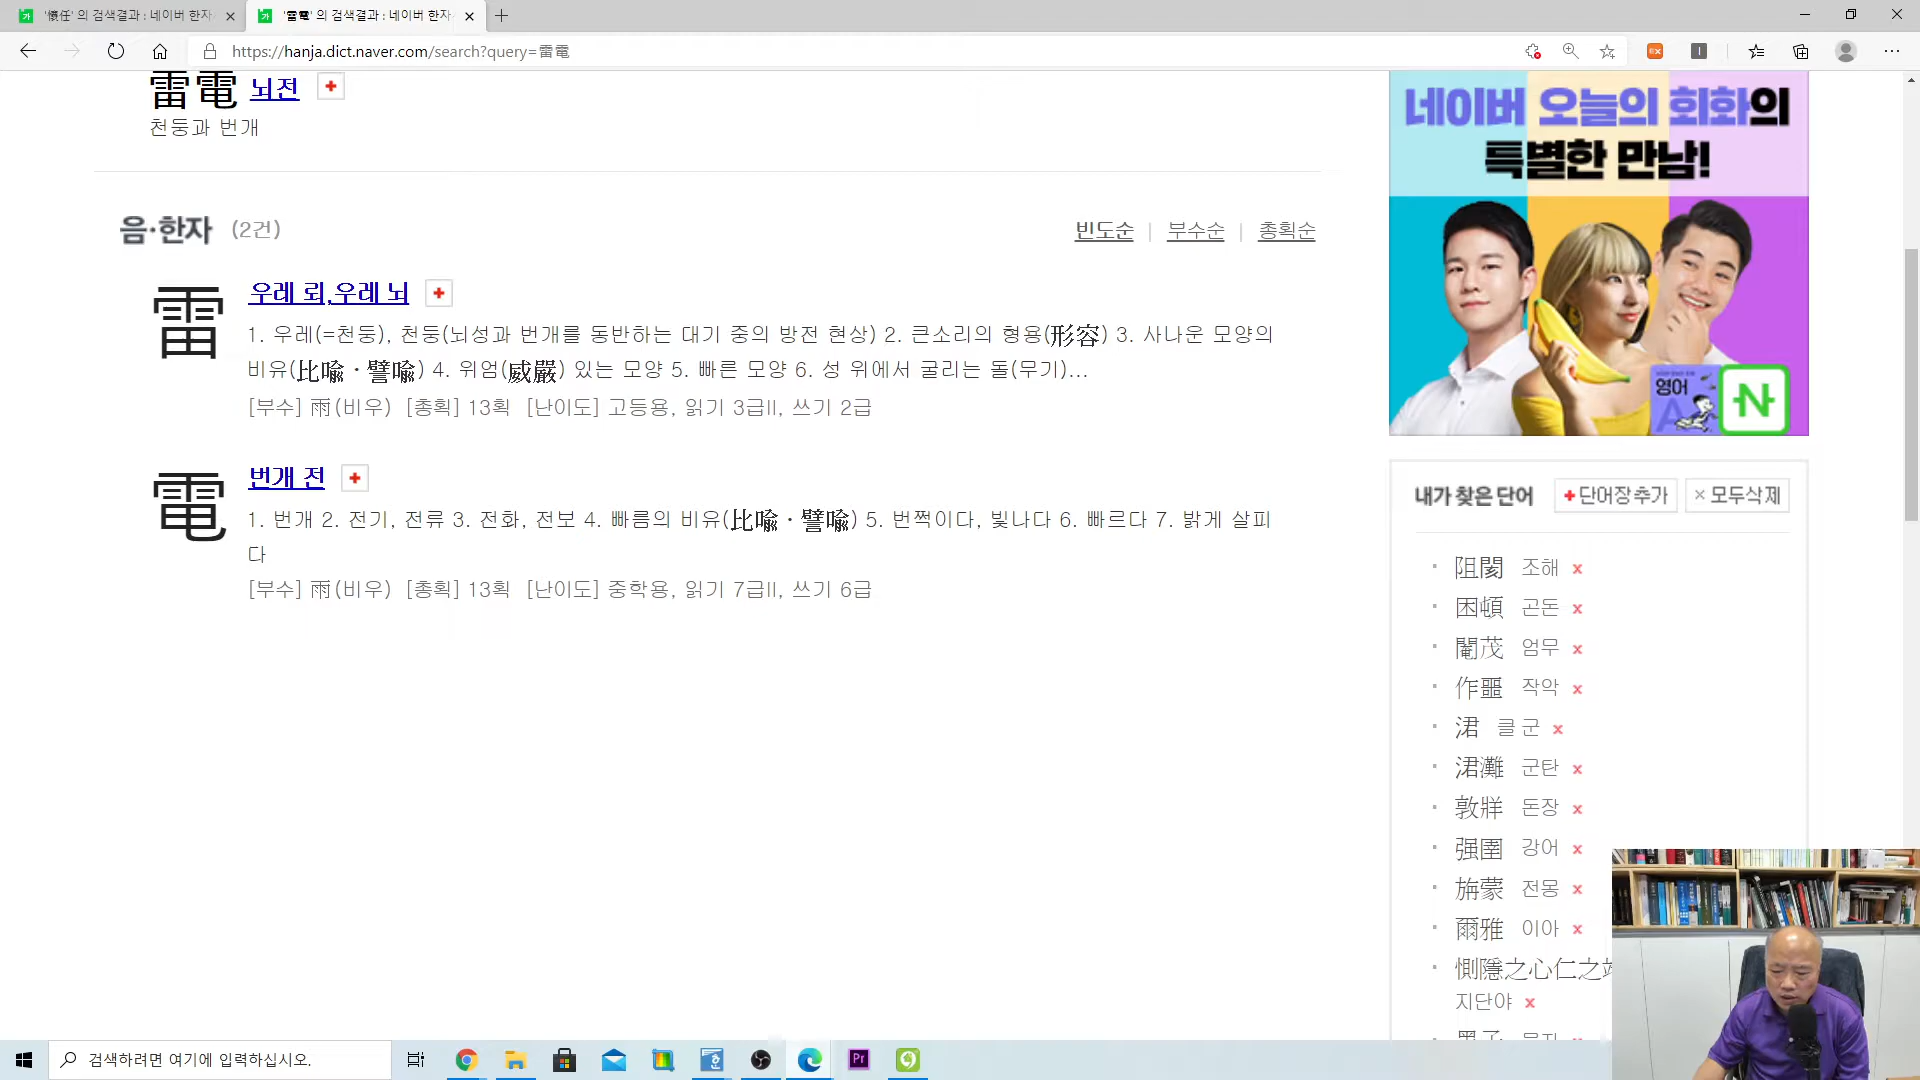 '懷任' 의 검색결과 : 네이버 한자
'雷電' 의 검색결과 : 네이버 한자
https://hanja.dict.naver.com/search?query=雷電
雷電 뇌전
천둥과 번개
음·한자 (2건)
빈도순 | 부수순 | 총획순
雷 우레 뢰,우레 뇌
1. 우레(=천둥), 천둥(뇌성과 번개를 동반하는 대기 중의 방전 현상) 2. 큰소리의 형용(形容) 3. 사나운 모양의
비유(比喩·譬喩) 4. 위엄(威嚴) 있는 모양 5. 빠른 모양 6. 성 위에서 굴리는 돌(무기)...
[부수] 雨(비우) [총획] 13획 [난이도] 고등용, 읽기 3급II, 쓰기 2급
電 번개 전
1. 번개 2. 전기, 전류 3. 전화, 전보 4. 빠름의 비유(比喩·譬喩) 5. 번쩍이다, 빛나다 6. 빠르다 7. 밝게 살피
다
[부수] 雨(비우) [총획] 13획 [난이도] 중학용, 읽기 7급II, 쓰기 6급
네이버 오늘의 회화의
특별한 만남!
영어
내가 찾은 단어 단어장추가 모두삭제
阻閡 조해
困頓 곤돈
閹茂 엄무
作噩 작악
涒 클 군
涒灘 군탄
敦牂 돈장
强圉 강어
旃蒙 전몽
爾雅 이아
惻隱之心仁之
지단야
검색하려면 여기에 입력하십시오.
Pr